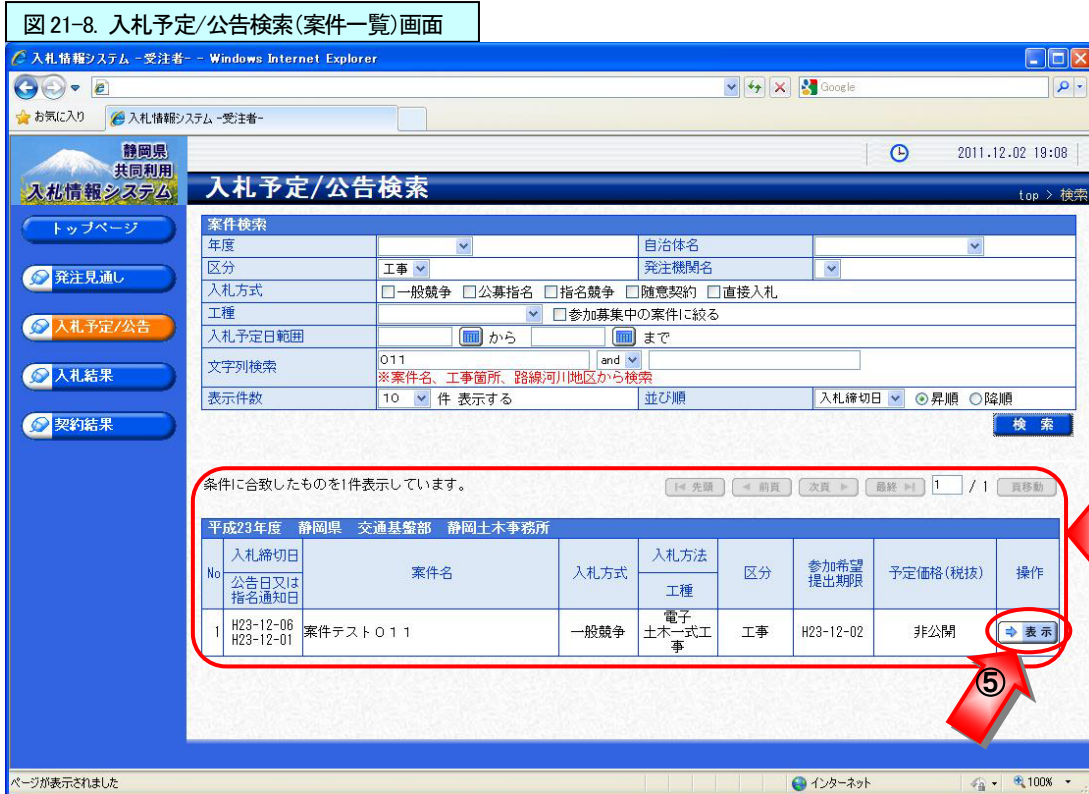 図 21-8. 入札予定/公告検索(案件一覧)画面
入札情報システム -受注者- - Windows Internet Explorer
Google
お気に入り 入札情報システム -受注者-
静岡県
共同利用
入札情報システム
2011.12.02 19:08
入札予定/公告検索
top > 検索
トップページ
発注見通し
入札予定/公告
入札結果
契約結果
案件検索
年度 自治体名
区分 工事 発注機関名
入札方式 一般競争 公募指名 指名競争 随意契約 直接入札
工種 参加募集中の案件に絞る
入札予定日範囲 から まで
文字列検索 011 and
※案件名、工事箇所、路線河川地区から検索
表示件数 10 件 表示する 並び順 入札締切日 昇順 降順
検 索
条件に合致したものを1件表示しています。 先頭 前頁 次頁 最終 1 / 1 頁移動
平成23年度 静岡県 交通基盤部 静岡土木事務所
No 入札締切日 公告日又は指名通知日 案件名 入札方式 入札方法 工種 区分 参加希望提出期限 予定価格(税抜) 操作
1 H23-12-06 H23-12-01 案件テスト011 一般競争 電子 土木一式工事 工事 H23-12-02 非公開 表示
⑤
ページが表示されました インターネット 100%